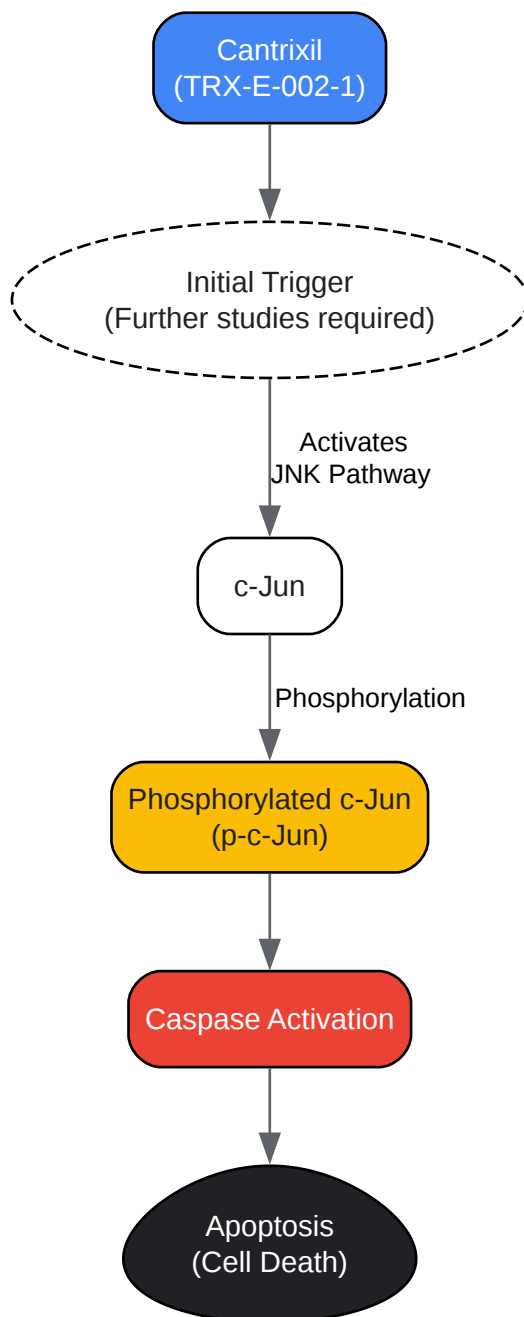 Cantrixil
(TRX-E-002-1)
Initial Trigger
(Further studies required)
Activates
JNK Pathway
c-Jun
Phosphorylation
Phosphorylated c-Jun
(p-c-Jun)
Caspase Activation
Apoptosis
(Cell Death)